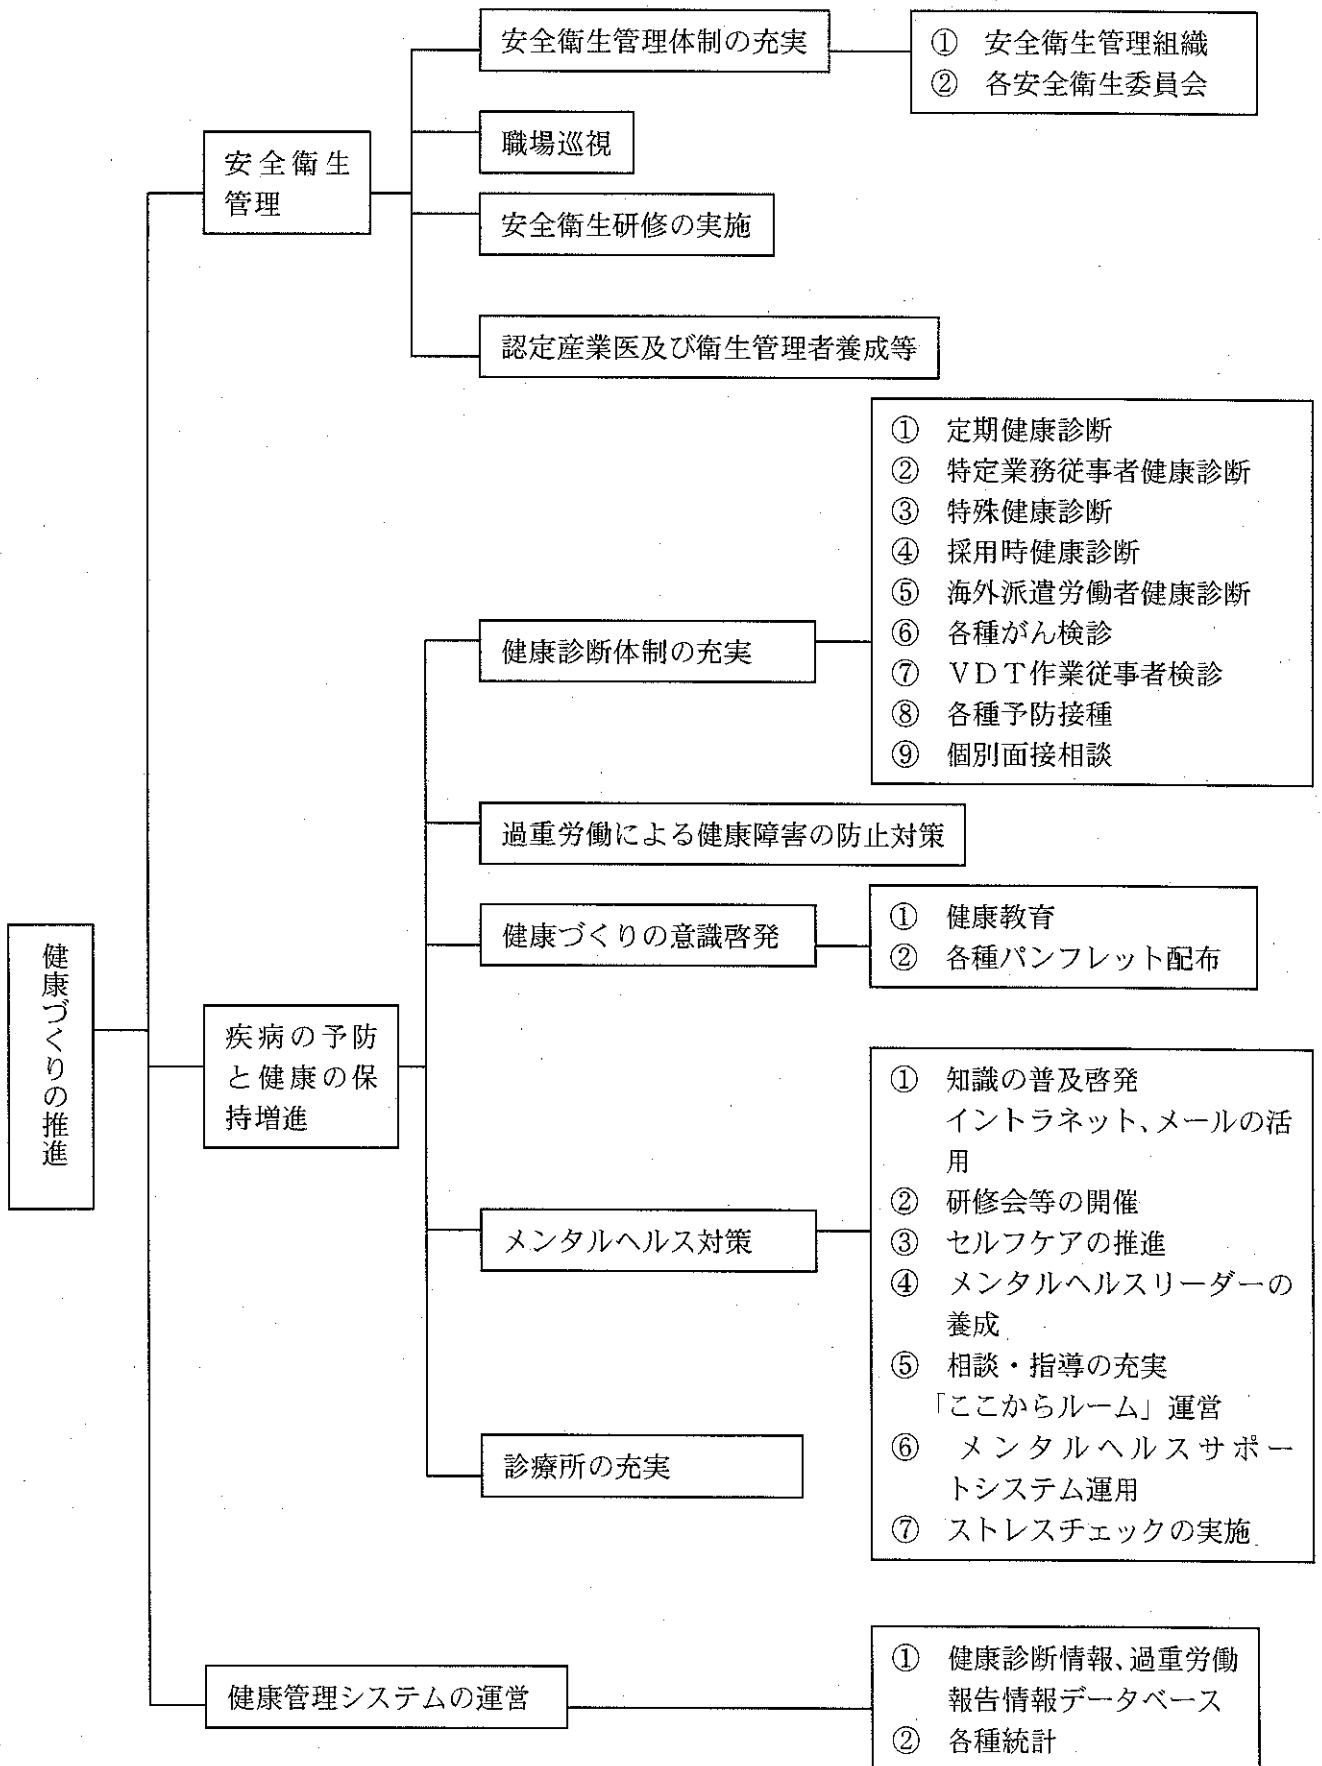 健康づくりの推進
安全衛生
管理
安全衛生管理体制の充実
① 安全衛生管理組織
② 各安全衛生委員会
職場巡視
安全衛生研修の実施
認定産業医及び衛生管理者養成等
疾病の予防
と健康の保
持増進
健康診断体制の充実
① 定期健康診断
② 特定業務従事者健康診断
③ 特殊健康診断
④ 採用時健康診断
⑤ 海外派遣労働者健康診断
⑥ 各種がん検診
⑦ VDT作業従事者検診
⑧ 各種予防接種
⑨ 個別面接相談
過重労働による健康障害の防止対策
健康づくりの意識啓発
① 健康教育
② 各種パンフレット配布
メンタルヘルス対策
① 知識の普及啓発
イントラネット、メールの活
用
② 研修会等の開催
③ セルフケアの推進
④ メンタルヘルスリーダーの
養成
⑤ 相談・指導の充実
「ここからルーム」運営
⑥ メンタルヘルスサポー
トシステム運用
⑦ ストレスチェックの実施
診療所の充実
健康管理システムの運営
① 健康診断情報、過重労働
報告情報データベース
② 各種統計